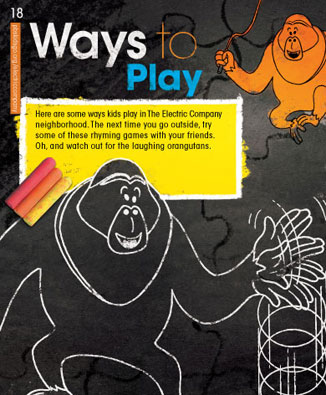 18
Ways to
Play
Here are some ways kids play in The Electric Company
neighborhood. The next time you go outside, try
some of these rhyming games with your friends.
Oh, and watch out for the laughing orangutans.